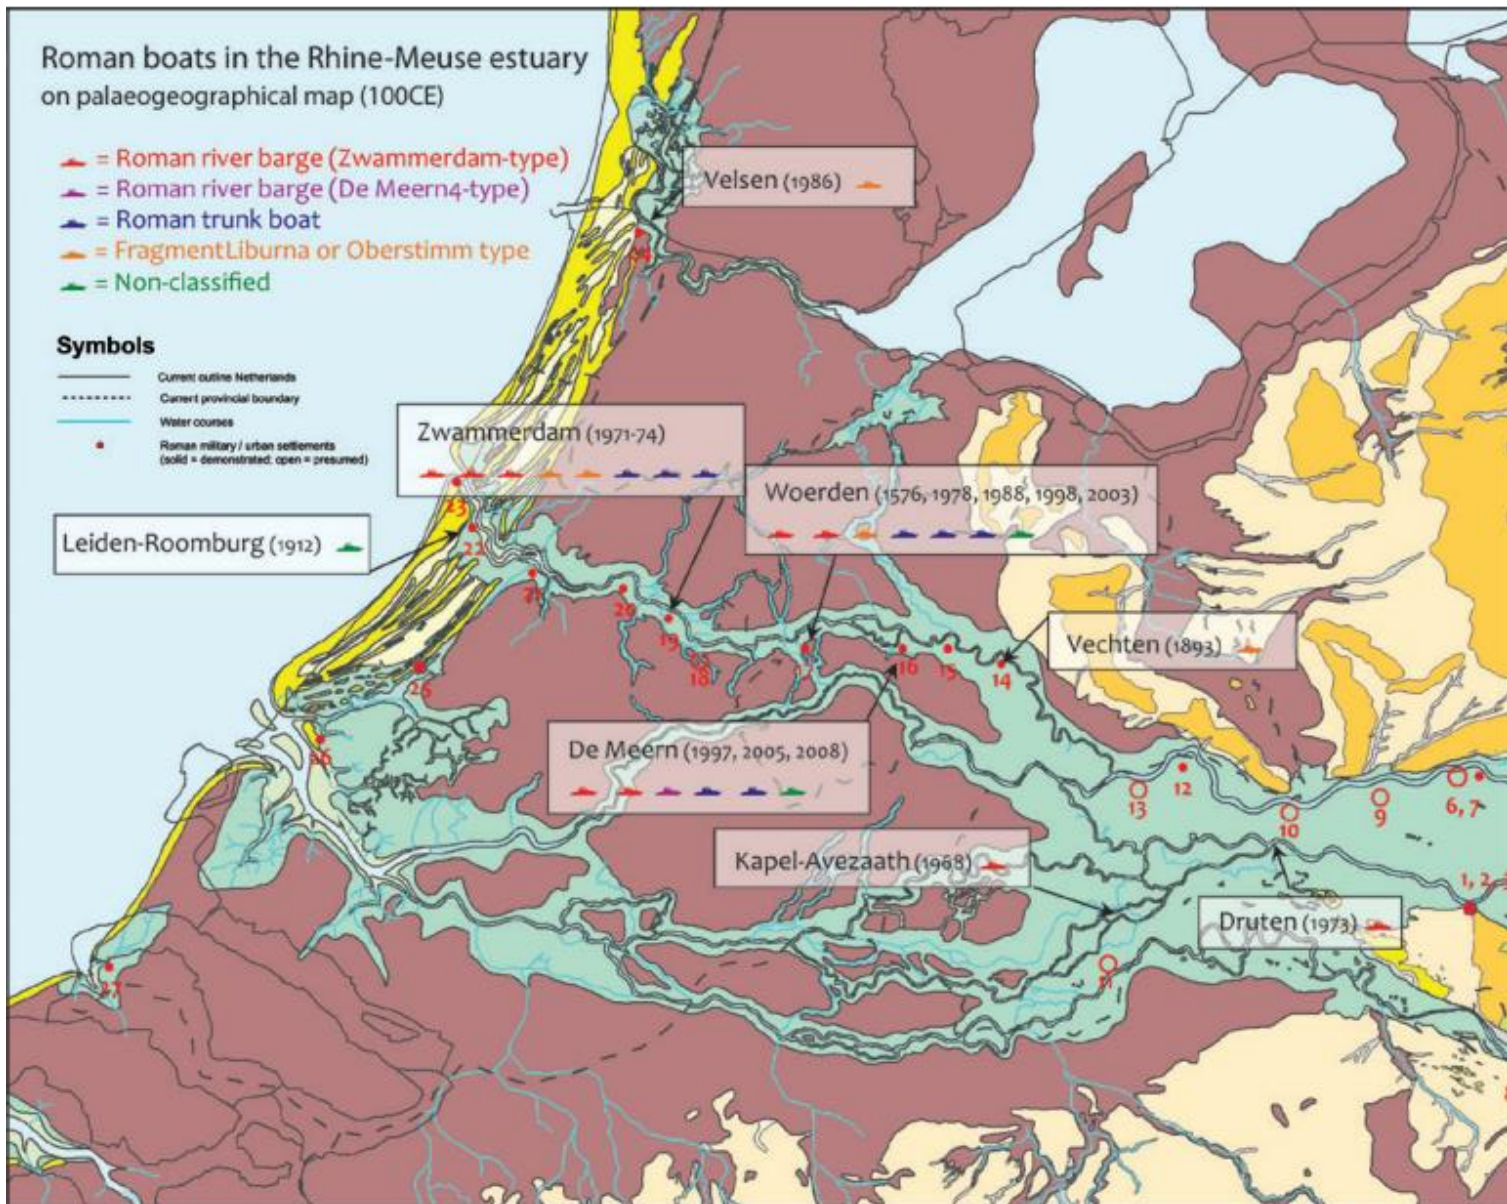 Roman boats in the Rhine-Meuse estuary
on palaeogeographical map (100CE)
= Roman river barge (Zwammerdam-type)
= Roman river barge (De Meern4-type)
= Roman trunk boat
= FragmentLiburna or Oberstimm type
= Non-classified
Symbols
Current outline Netherlands
Current provincial boundary
Water courses
Roman military / urban settlements
(solid = demonstrated; open = presumed)
Velsen (1986)
Zwammerdam (1971-74)
Woerden (1576, 1978, 1988, 1998, 2003)
23
Leiden-Roomburg (1912)
22
21
20
19
18
17
16
15
14
Vechten (1893)
25
26
De Meern (1997, 2005, 2008)
13
12
10
9
6, 7
Kapel-Avezaath (1968)
1, 2
Druten (1973)
11
27